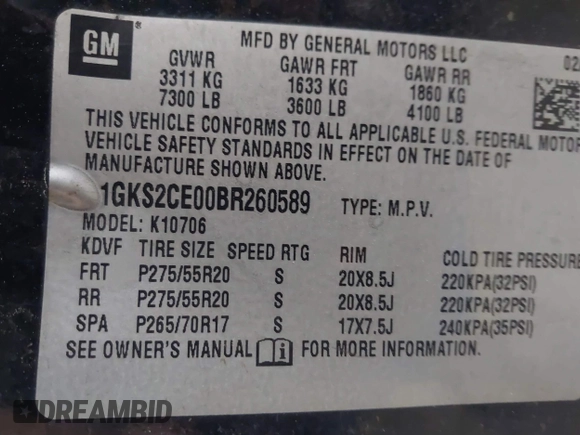 GM
MFD BY GENERAL MOTORS LLC
02
GVWR GAWR FRT GAWR RR
3311 KG 1633 KG 1860 KG
7300 LB 3600 LB 4100 LB
THIS VEHICLE CONFORMS TO ALL APPLICABLE U.S. FEDERAL MOTOR
VEHICLE SAFETY STANDARDS IN EFFECT ON THE DATE OF
MANUFACTURE SHOWN ABOVE.
1GKS2CE00BR260589 TYPE: M.P.V.
MODEL: K10706
KDVF TIRE SIZE SPEED RTG RIM COLD TIRE PRESSURE
FRT P275/55R20 S 20X8.5J 220KPA(32PSI)
RR P275/55R20 S 20X8.5J 220KPA(32PSI)
SPA P265/70R17 S 17X7.5J 240KPA(35PSI)
SEE OWNER'S MANUAL i FOR MORE INFORMATION.
DREAMBID